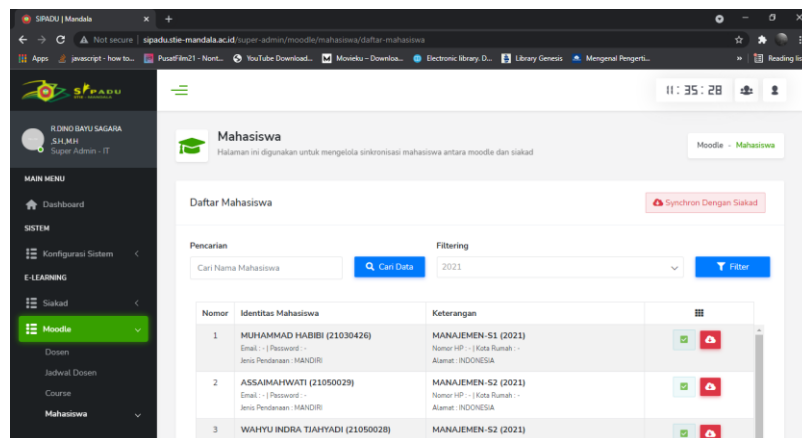 SIPADU | Mandala
Not secure | sipadu.stie-mandala.ac.id/super-admin/moodle/mahasiswa/daftar-mahasiswa
Apps javascript - how to... PusatFilm21 - Nont... YouTube Download... Movieku – Downloa... Electronic library. D... Library Genesis Mengenal Pengerti... » Reading lis
SIPADU
11:35:28
R.DINO BAYU SAGARA
,SH,MH
Super Admin - IT
Mahasiswa
Halaman ini digunakan untuk mengelola sinkronisasi mahasiswa antara moodle dan siakad
Moodle - Mahasiswa
MAIN MENU
Dashboard
SISTEM
Konfigurasi Sistem
E-LEARNING
Siakad
Moodle
Dosen
Jadwal Dosen
Course
Mahasiswa
Daftar Mahasiswa
Synchron Dengan Siakad
Pencarian
Filtering
Cari Nama Mahasiswa
Cari Data
2021
Filter
Nomor Identitas Mahasiswa Keterangan
1 MUHAMMAD HABIBI (21030426) MANAJEMEN-S1 (2021)
Email : - | Password : - Nomor HP : - | Kota Rumah : -
Jenis Pendanaan : MANDIRI Alamat : INDONESIA
2 ASSAIMAHWATI (21050029) MANAJEMEN-S2 (2021)
Email : - | Password : - Nomor HP : - | Kota Rumah : -
Jenis Pendanaan : MANDIRI Alamat : INDONESIA
3 WAHYU INDRA TJAHYADI (21050028) MANAJEMEN-S2 (2021)